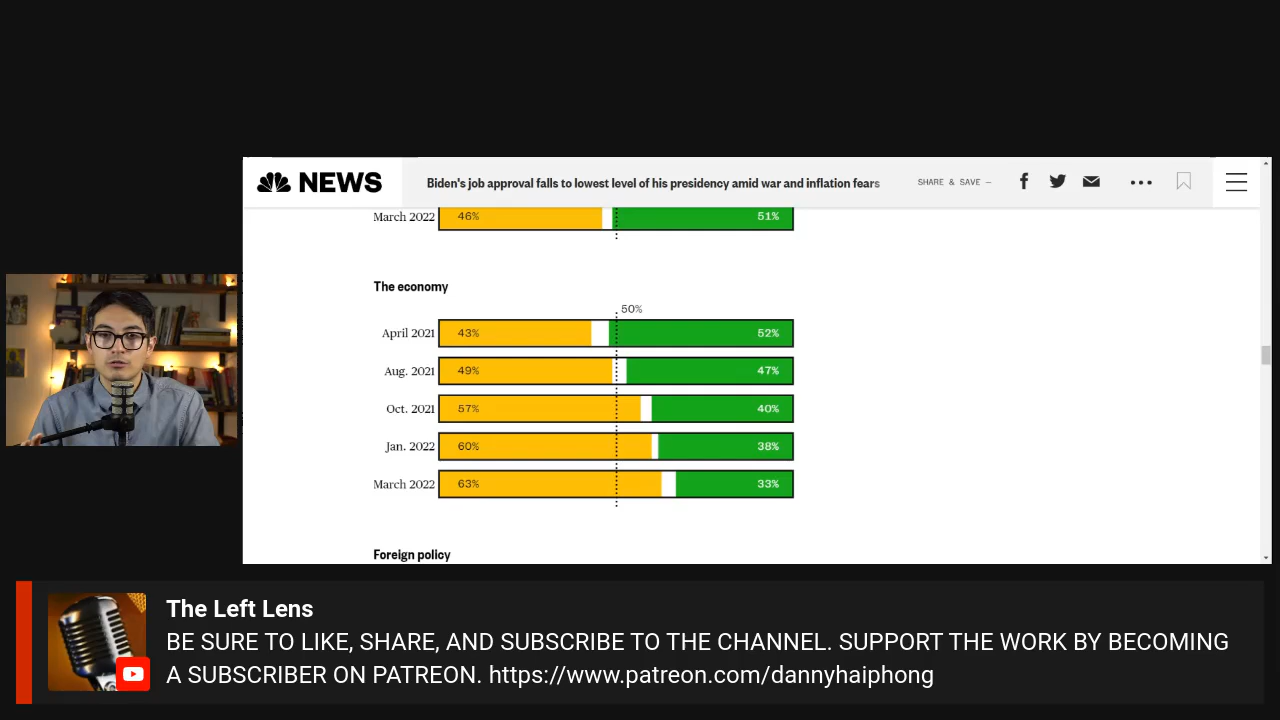 NEWS
Biden's job approval falls to lowest level of his presidency amid war and inflation fears
SHARE & SAVE —
March 2022 46% 51%
The economy
50%
April 2021 43% 52%
Aug. 2021 49% 47%
Oct. 2021 57% 40%
Jan. 2022 60% 38%
March 2022 63% 33%
Foreign policy
The Left Lens
BE SURE TO LIKE, SHARE, AND SUBSCRIBE TO THE CHANNEL. SUPPORT THE WORK BY BECOMING
A SUBSCRIBER ON PATREON. https://www.patreon.com/dannyhaiphong